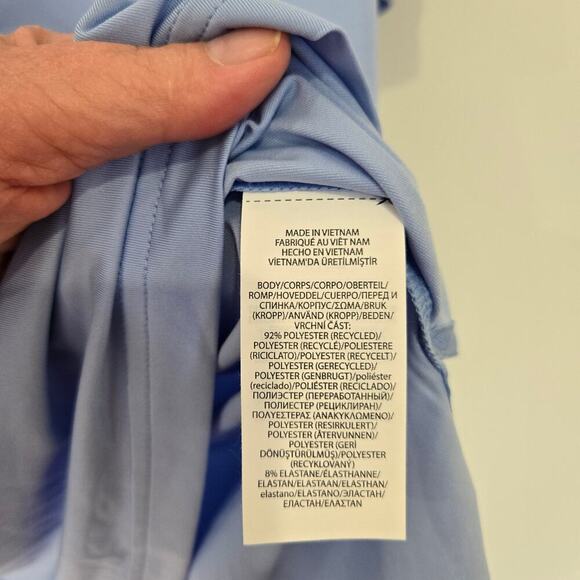 MADE IN VIETNAM
FABRIQUÉ AU VIÊT NAM
HECHO EN VIETNAM
VİETNAM'DA ÜRETİLMİŞTİR
BODY/CORPS/CORPO/OBERTEIL/
ROMP/HOVEDDEL/CUERPO/ПЕРЕД И
СПИНКА/КОРПУС/ΣΩΜΑ/BRUK
(KROPP)/ANVÄND (KROPP)/BEDEN/
VRCHNÍ ČÁST:
92% POLYESTER (RECYCLED)/
POLYESTER (RECYCLÉ)/POLIESTERE
(RICICLATO)/POLYESTER (RECYCELT)/
POLYESTER (GERECYCLED)/
POLYESTER (GENBRUGT)/poliéster
(reciclado)/POLIÉSTER (RECICLADO)/
ПОЛИЭСТЕР (ПЕРЕРАБОТАННЫЙ)/
ПОЛИЕСТЕР (РЕЦИКЛИРАН)/
ΠΟΛΥΕΣΤΕΡΑΣ (ΑΝΑΚΥΚΛΩΜΕΝΟ)/
POLYESTER (RESIRKULERT)/
POLYESTER (ÅTERVUNNEN)/
POLYESTER (GERİ
DÖNÜŞTÜRÜLMÜŞ)/POLYESTER
(RECYKLOVANÝ)
8% ELASTANE/ÉLASTHANNE/
ELASTAN/ELASTAAN/ELASTHAN/
elastano/ELASTANO/ЭЛАСТАН/
ЕЛАСТАН/ΕΛΑΣΤΑΝ